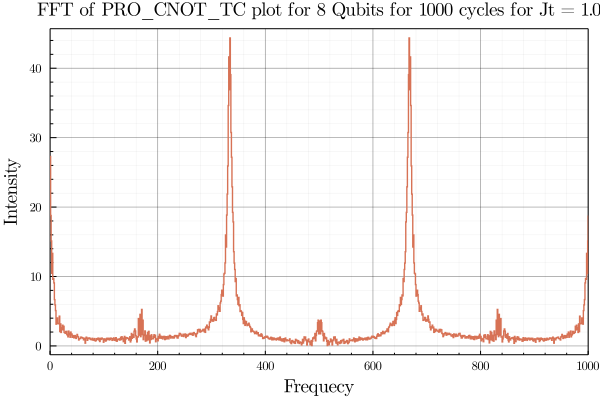 FFT of PRO_CNOT_TC plot for 8 Qubits for 1000 cycles for Jt = 1.0
Intensity
40
30
20
10
0
0 200 400 600 800 1000
Frequecy